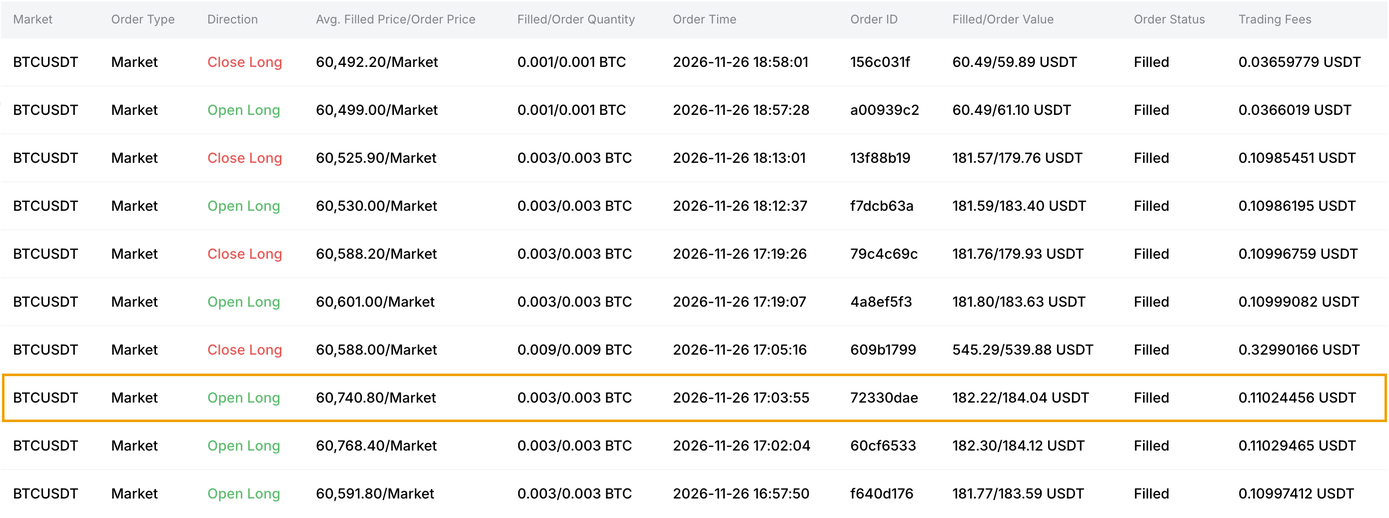 Market Order Type Direction Avg. Filled Price/Order Price Filled/Order Quantity Order Time Order ID Filled/Order Value Order Status Trading Fees
BTCUSDT Market Close Long 60,492.20/Market 0.001/0.001 BTC 2026-11-26 18:58:01 156c031f 60.49/59.89 USDT Filled 0.03659779 USDT
BTCUSDT Market Open Long 60,499.00/Market 0.001/0.001 BTC 2026-11-26 18:57:28 a00939c2 60.49/61.10 USDT Filled 0.0366019 USDT
BTCUSDT Market Close Long 60,525.90/Market 0.003/0.003 BTC 2026-11-26 18:13:01 13f88b19 181.57/179.76 USDT Filled 0.10985451 USDT
BTCUSDT Market Open Long 60,530.00/Market 0.003/0.003 BTC 2026-11-26 18:12:37 f7dcb63a 181.59/183.40 USDT Filled 0.10986195 USDT
BTCUSDT Market Close Long 60,588.20/Market 0.003/0.003 BTC 2026-11-26 17:19:26 79c4c69c 181.76/179.93 USDT Filled 0.10996759 USDT
BTCUSDT Market Open Long 60,601.00/Market 0.003/0.003 BTC 2026-11-26 17:19:07 4a8ef5f3 181.80/183.63 USDT Filled 0.10999082 USDT
BTCUSDT Market Close Long 60,588.00/Market 0.009/0.009 BTC 2026-11-26 17:05:16 609b1799 545.29/539.88 USDT Filled 0.32990166 USDT
BTCUSDT Market Open Long 60,740.80/Market 0.003/0.003 BTC 2026-11-26 17:03:55 72330dae 182.22/184.04 USDT Filled 0.11024456 USDT
BTCUSDT Market Open Long 60,768.40/Market 0.003/0.003 BTC 2026-11-26 17:02:04 60cf6533 182.30/184.12 USDT Filled 0.11029465 USDT
BTCUSDT Market Open Long 60,591.80/Market 0.003/0.003 BTC 2026-11-26 16:57:50 f640d176 181.77/183.59 USDT Filled 0.10997412 USDT